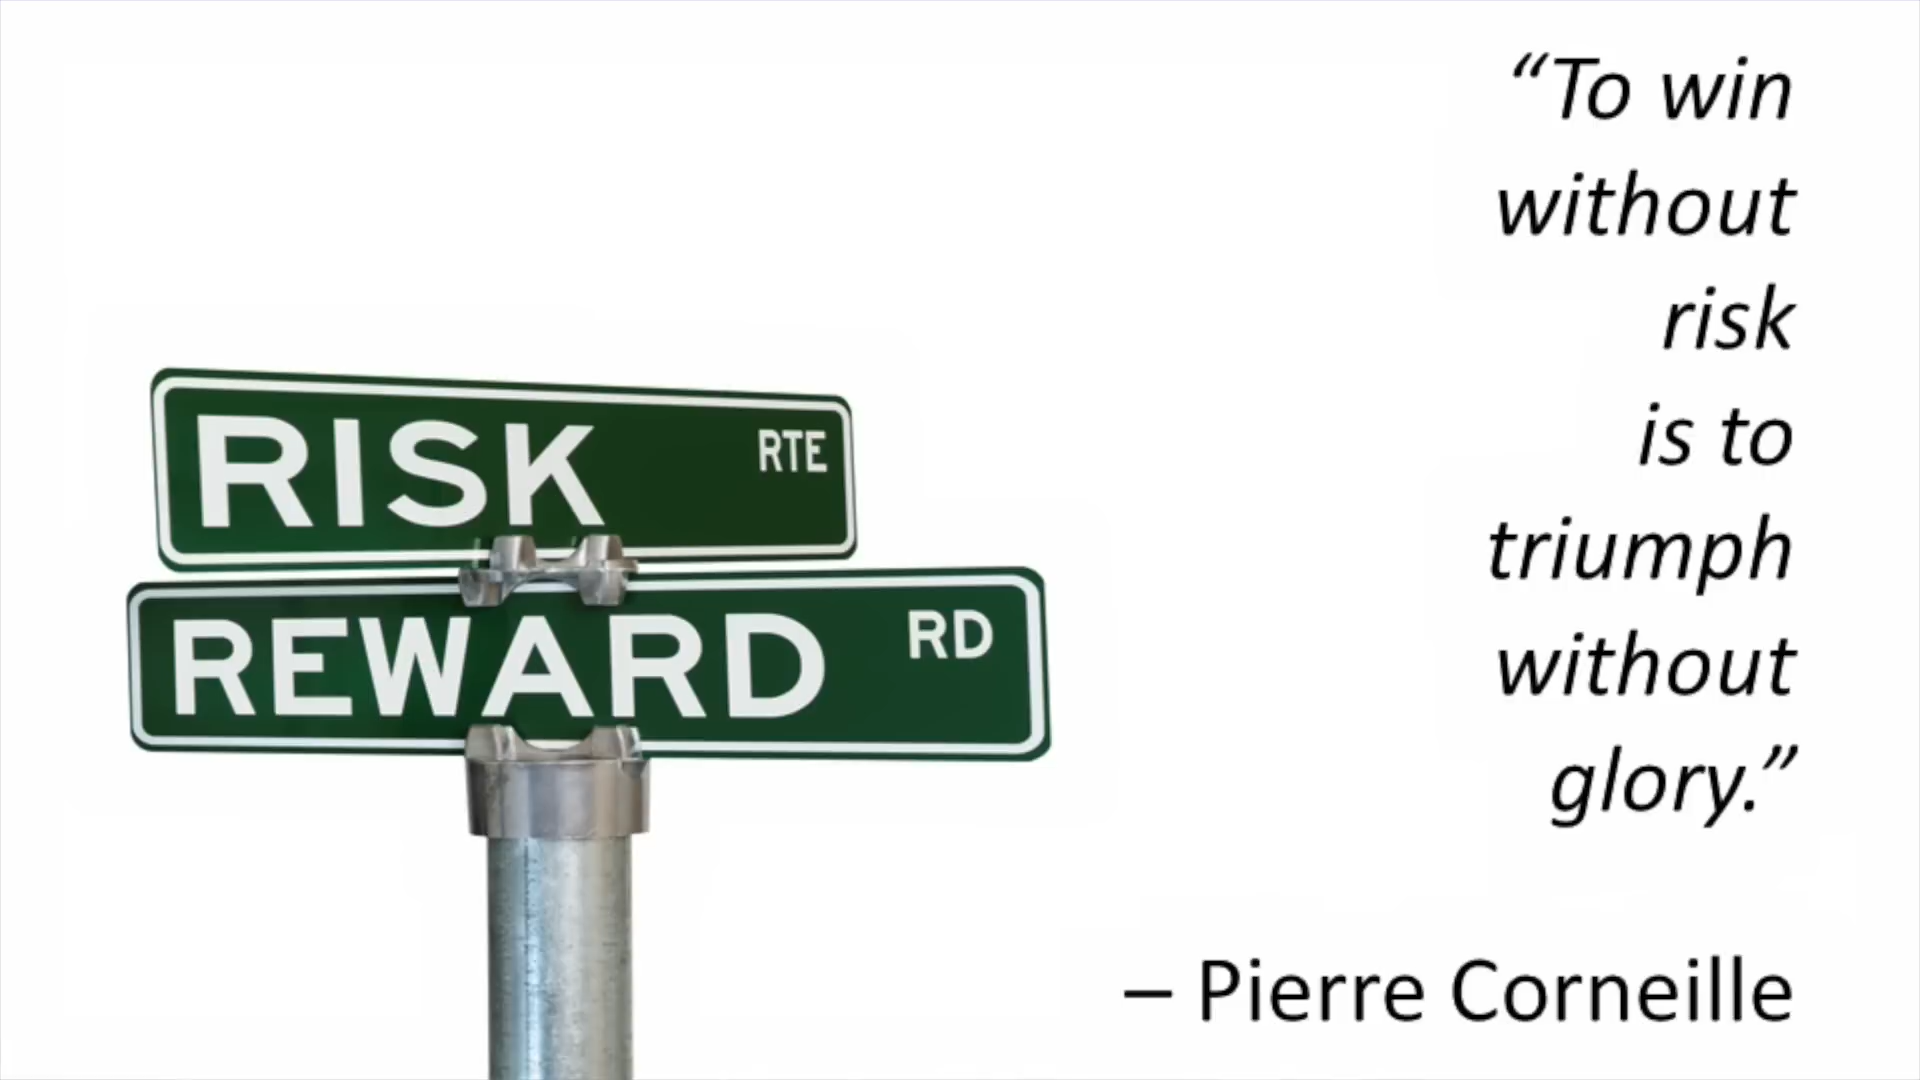 “To win
without
risk
is to
triumph
without
glory.”
– Pierre Corneille
RISK RTE
REWARD RD